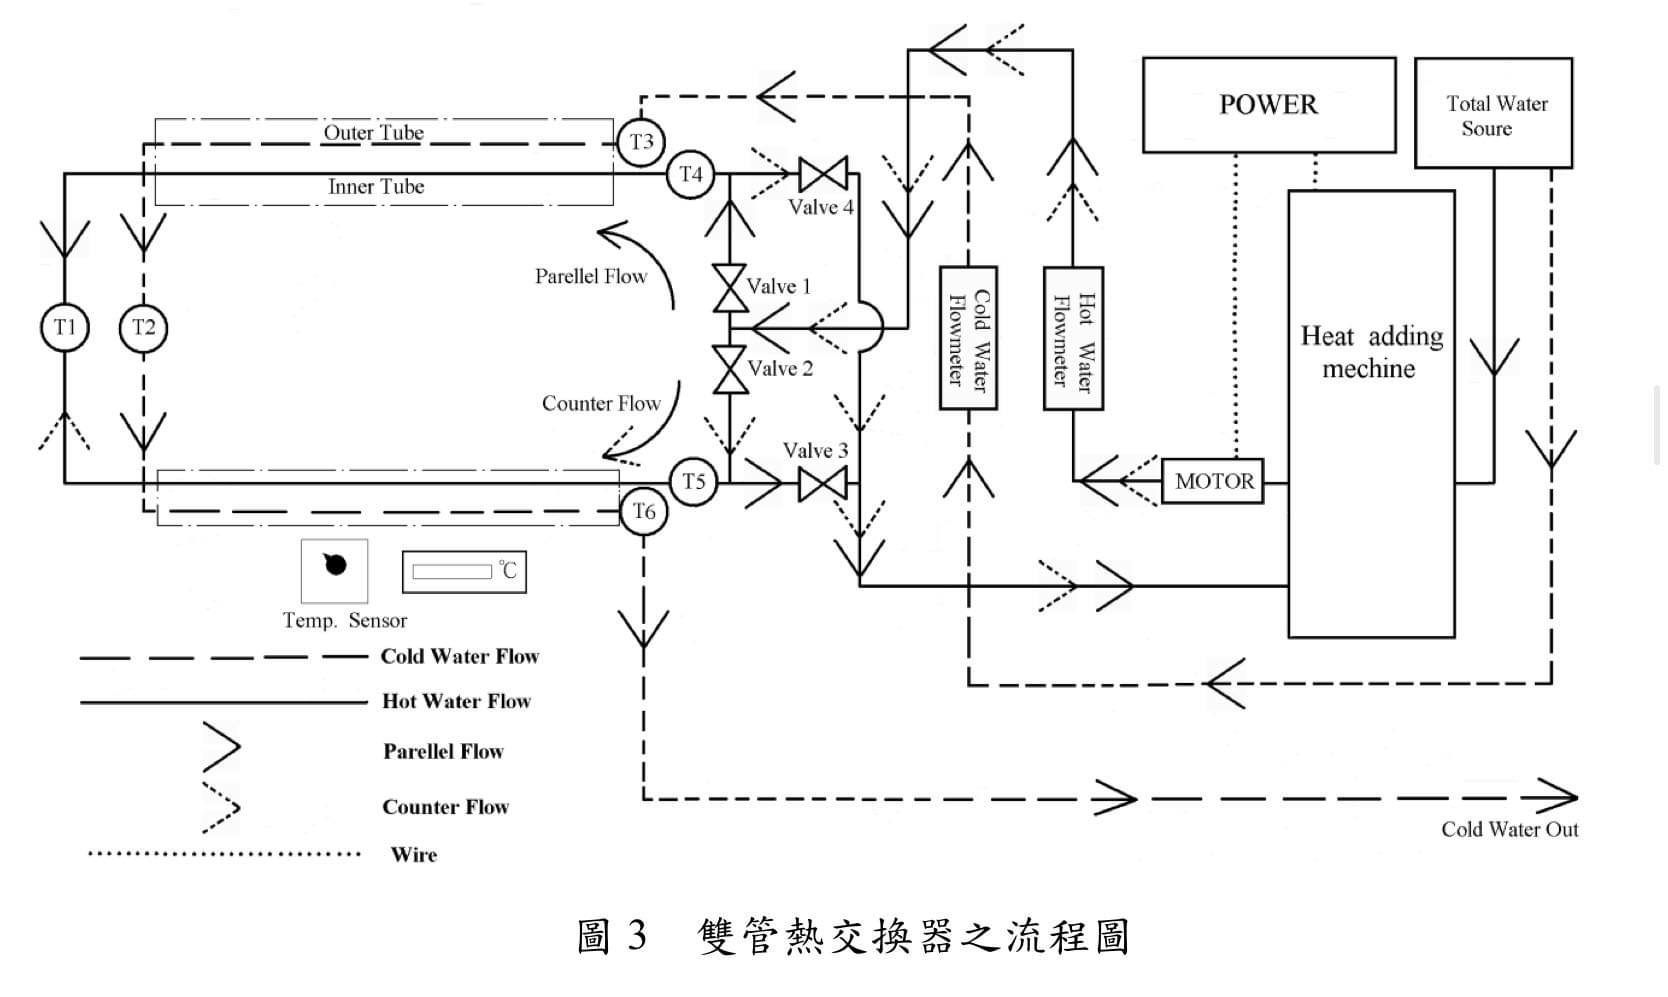 POWER
Total Water
Soure
Outer Tube
T3
T4
Inner Tube
Valve 4
Parellel Flow
Valve 1
T1
T2
Cold Water
Flowmeter
Hot Water
Flowmeter
Heat adding
mechine
Valve 2
Counter Flow
Valve 3
T5
MOTOR
T6
℃
Temp. Sensor
Cold Water Flow
Hot Water Flow
Parellel Flow
Counter Flow
Wire
Cold Water Out
圖 3 雙管熱交換器之流程圖